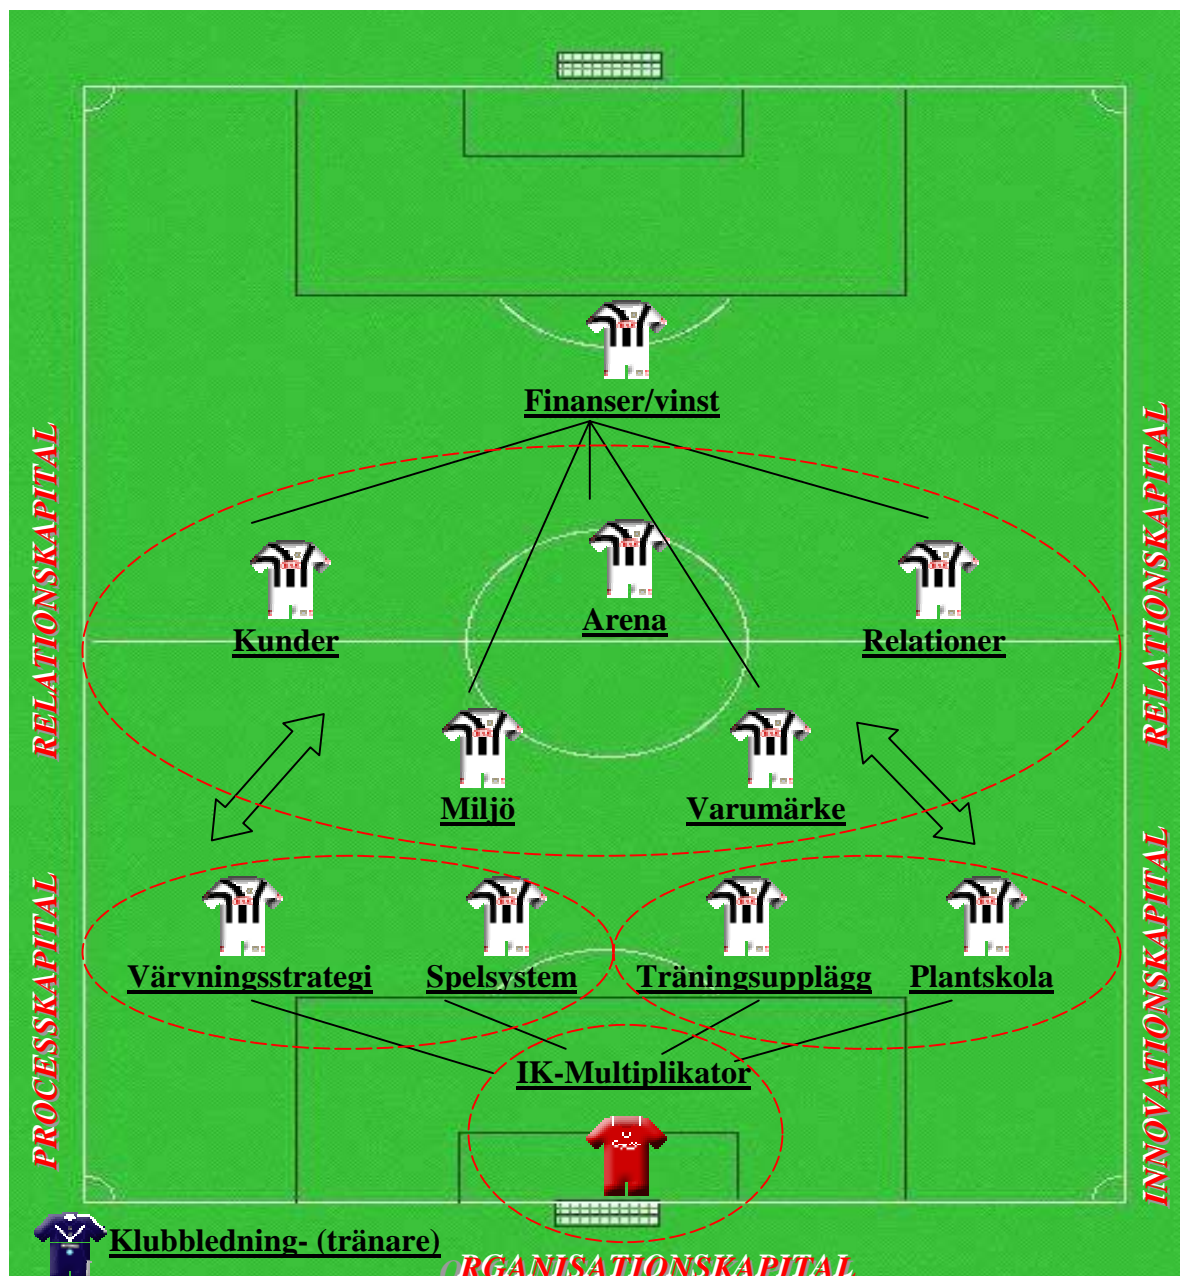 Finanser/vinst
RELATIONSKAPITAL
RELATIONSKAPITAL
Arena
Kunder
Relationer
Miljö
Varumärke
PROCESSKAPITAL
INNOVATIONSKAPITAL
Värvningsstrategi
Spelsystem
Träningsupplägg
Plantskola
IK-Multiplikator
Klubbledning- (tränare)
ORGANISATIONSKAPITAL